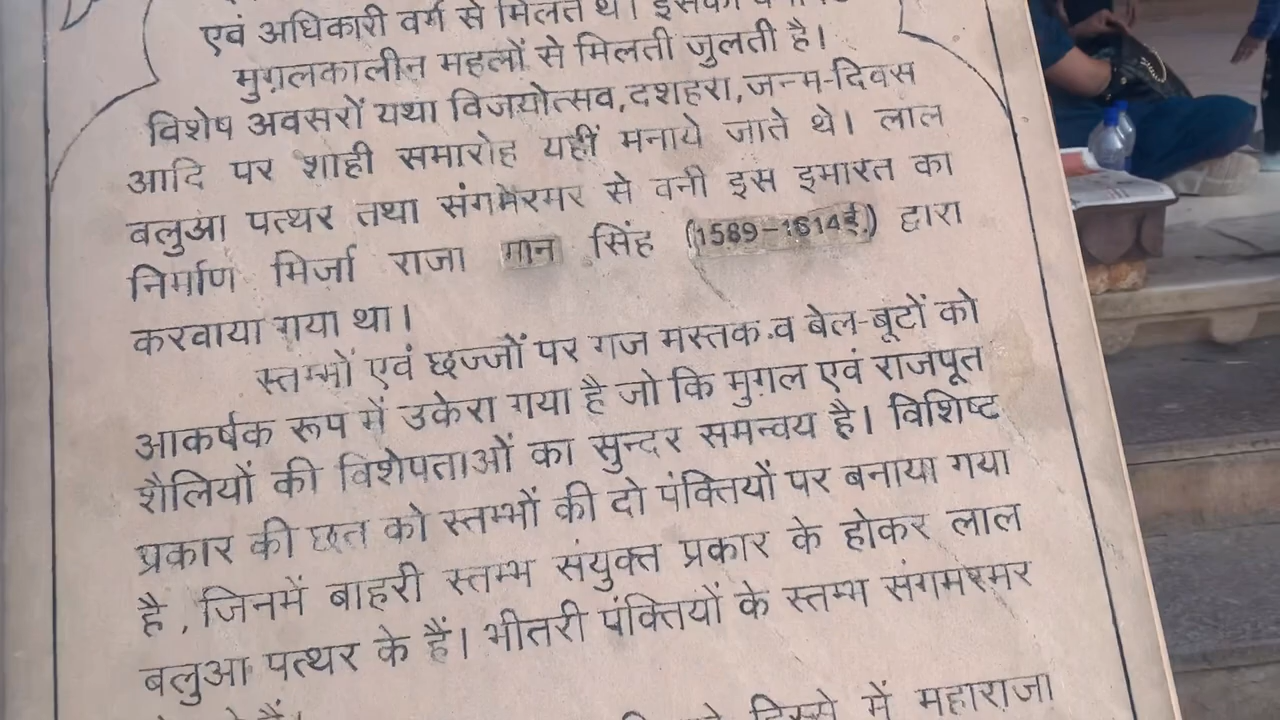 एवं अधिकारी वर्ग से मिलते थे।
मुग़लकालीन महलों से मिलती जुलती है।
विशेष अवसरों यथा विजयोत्सव, दशहरा, जन्म-दिवस
आदि पर शाही समारोह यहीं मनाये जाते थे। लाल
बलुआ पत्थर तथा संगमरमर से बनी इस इमारत का
निर्माण मिर्जा राजा मान सिंह (1589-1614ई.) द्वारा
करवाया गया था।
स्तम्भों एवं छज्जों पर गज मस्तक व बेल-बूटों को
आकर्षक रूप में उकेरा गया है जो कि मुग़ल एवं राजपूत
शैलियों की विशेषताओं का सुन्दर समन्वय है। विशिष्ट
प्रकार की छत को स्तम्भों की दो पंक्तियों पर बनाया गया
है, जिनमें बाहरी स्तम्भ संयुक्त प्रकार के होकर लाल
बलुआ पत्थर के हैं। भीतरी पंक्तियों के स्तम्भ संगमरमर
हिस्से में महाराजा